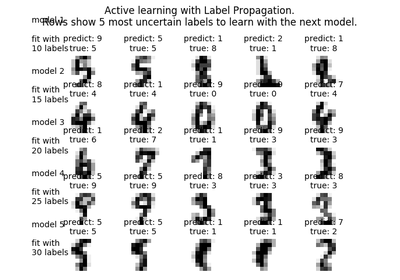 Active learning with Label Propagation.
Rows show 5 most uncertain labels to learn with the next model.
model 1
fit with
10 labels
predict: 9
true: 5
predict: 5
true: 5
predict: 1
true: 8
predict: 2
true: 1
predict: 1
true: 8
model 2
fit with
15 labels
predict: 8
true: 4
predict: 1
true: 4
predict: 9
true: 0
true: 0
predict: 7
true: 4
model 3
fit with
20 labels
predict: 1
true: 6
predict: 2
true: 7
predict: 1
true: 1
predict: 9
true: 3
predict: 9
true: 3
model 4
fit with
25 labels
predict: 5
true: 9
predict: 5
true: 9
predict: 8
true: 3
predict: 8
true: 3
predict: 8
true: 3
model 5
fit with
30 labels
predict: 5
true: 5
predict: 5
true: 5
predict: 1
true: 1
predict: 1
true: 1
7
true: 2